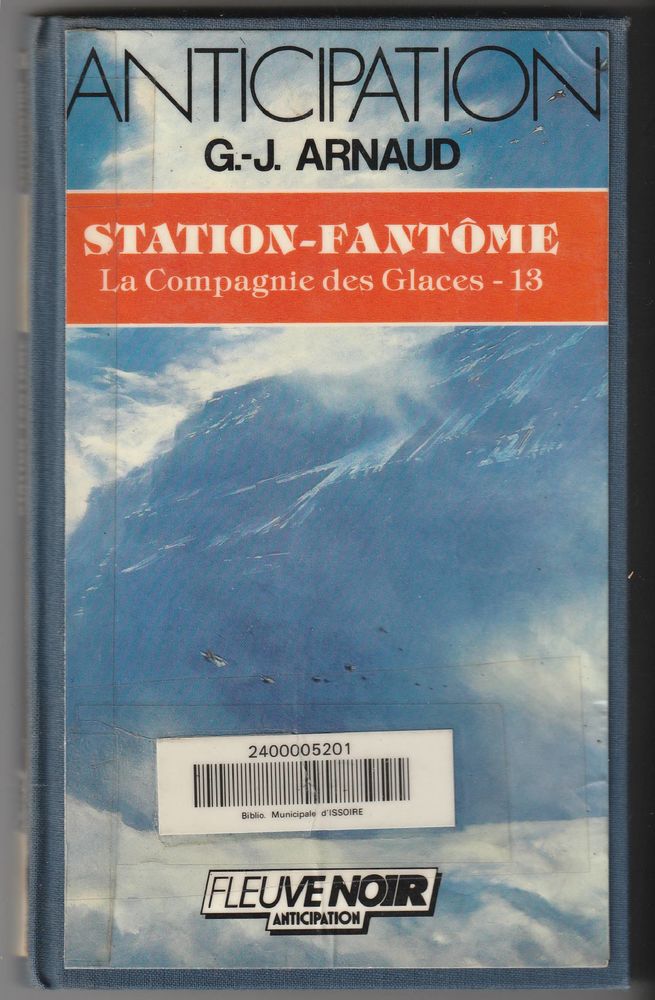 ANTICIPATION
G.-J. ARNAUD
STATION-FANTÔME
La Compagnie des Glaces - 13
2400005201
Biblio. Municipale d'ISSOIRE
FLEUVE NOIR
ANTICIPATION